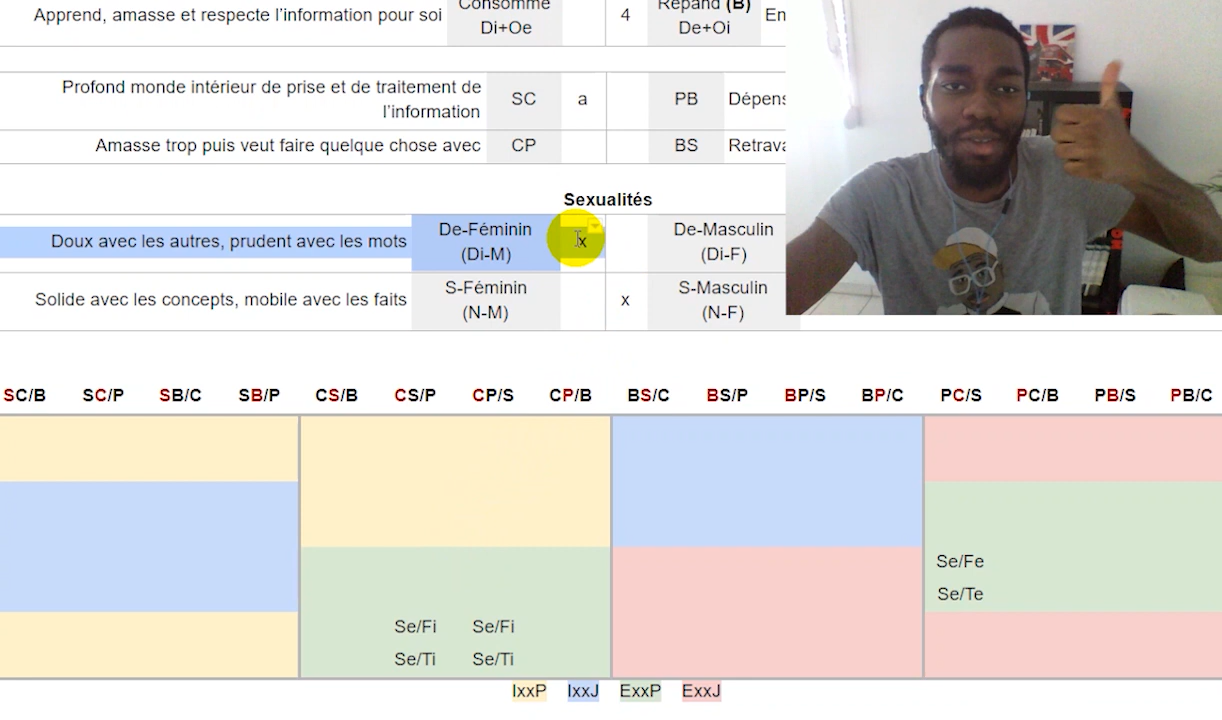 Apprend, amasse et respecte l'information pour soi Consomme Di+Oe 4 Répand (B) De+Oi En
Profond monde intérieur de prise et de traitement de l'information SC a PB Dépens
Amasse trop puis veut faire quelque chose avec CP BS Retrava
Sexualités
Doux avec les autres, prudent avec les mots De-Féminin (Di-M) x De-Masculin (Di-F)
Solide avec les concepts, mobile avec les faits S-Féminin (N-M) x S-Masculin (N-F)
SC/B SC/P SB/C SB/P CS/B CS/P CP/S CP/B BS/C BS/P BP/S BP/C PC/S PC/B PB/S PB/C
Se/Fe
Se/Te
Se/Fi Se/Fi
Se/Ti Se/Ti
IxxP IxxJ ExxP ExxJ